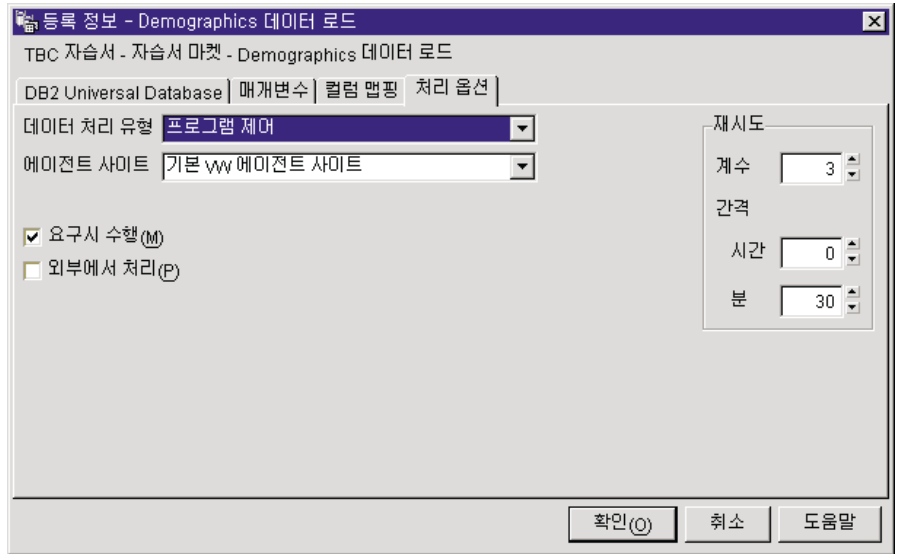 등록 정보 - Demographics 데이터 로드
TBC 자습서 - 자습서 마켓 - Demographics 데이터 로드
DB2 Universal Database 매개변수 컬럼 맵핑 처리 옵션
데이터 처리 유형 프로그램 제어
에이전트 사이트 기본 VW 에이전트 사이트
요구시 수행(M)
외부에서 처리(P)
재시도
계수 3
간격
시간 0
분 30
확인(O) 취소 도움말